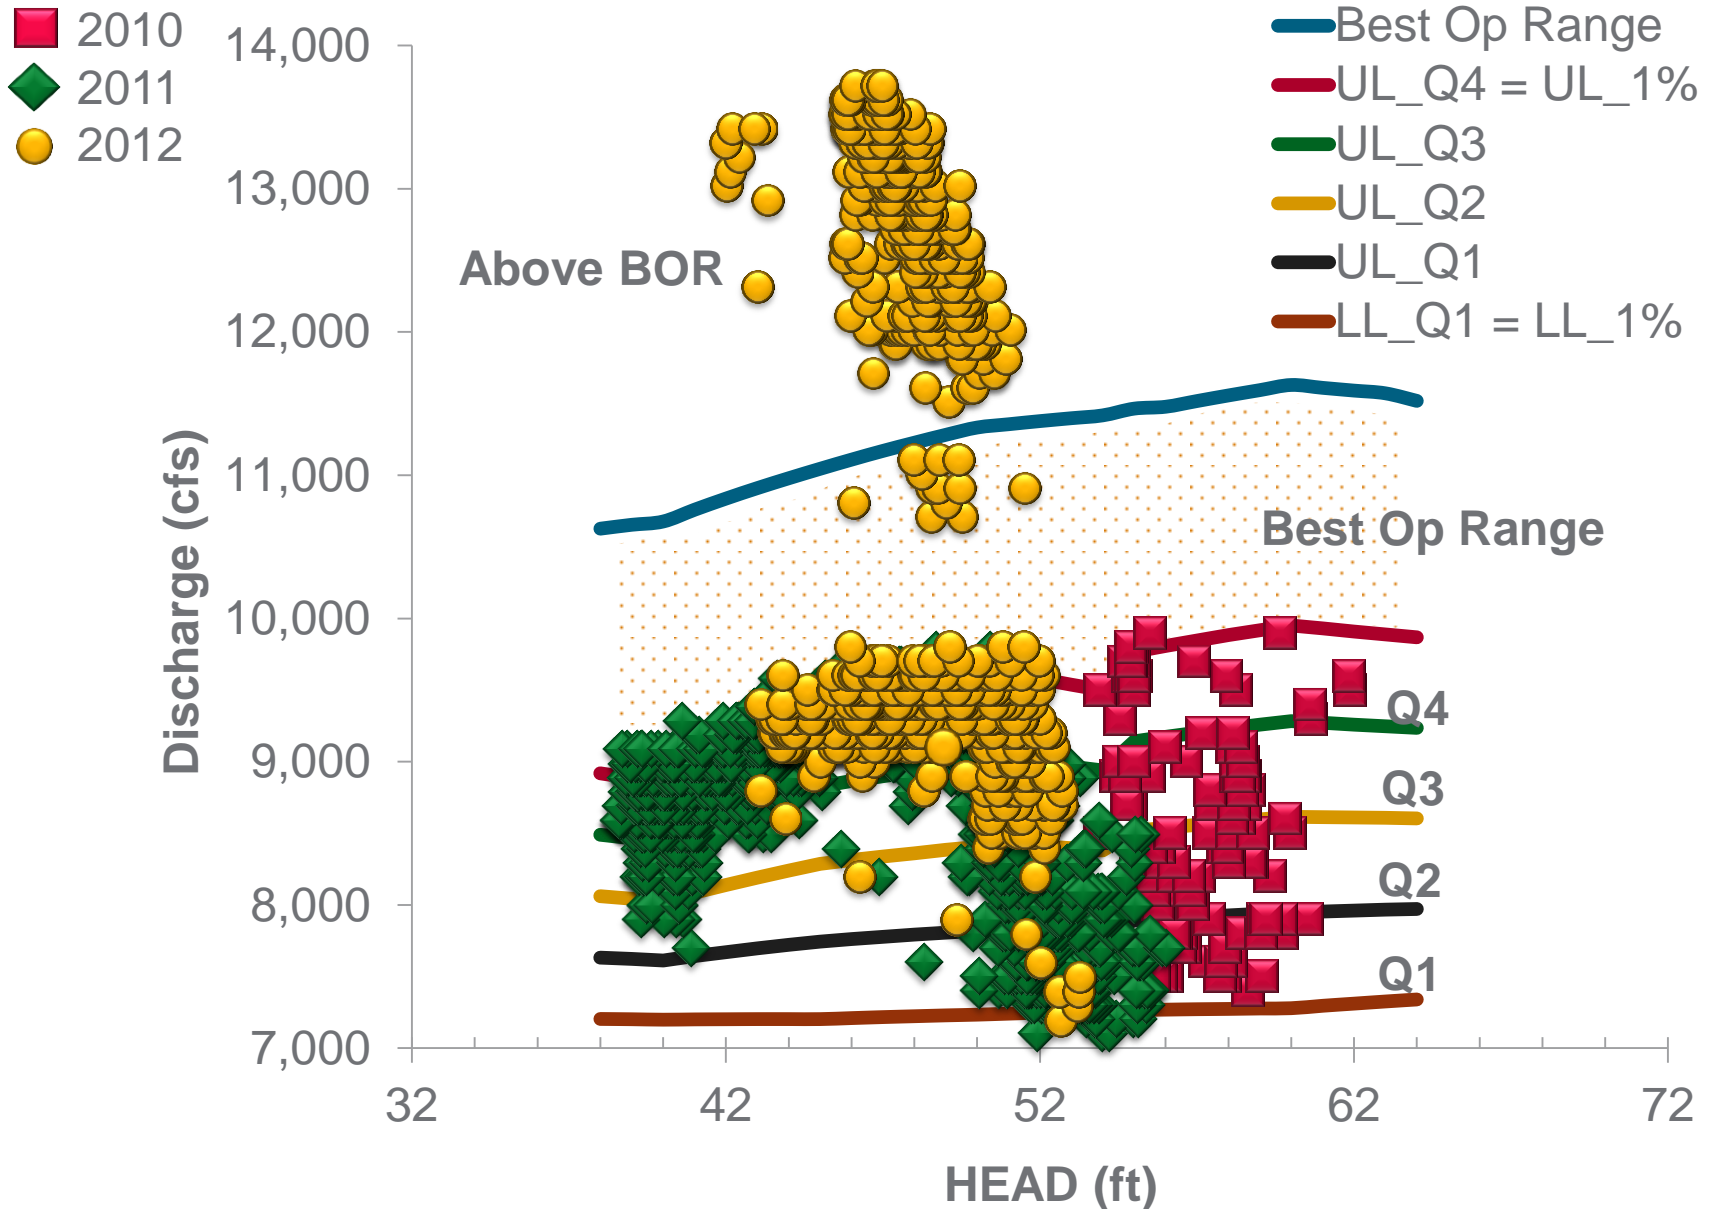 2010
2011
2012
14,000
13,000
12,000
11,000
10,000
9,000
8,000
7,000
Discharge (cfs)
32
42
52
62
72
HEAD (ft)
Best Op Range
UL_Q4 = UL_1%
UL_Q3
UL_Q2
UL_Q1
LL_Q1 = LL_1%
Above BOR
Best Op Range
Q4
Q3
Q2
Q1